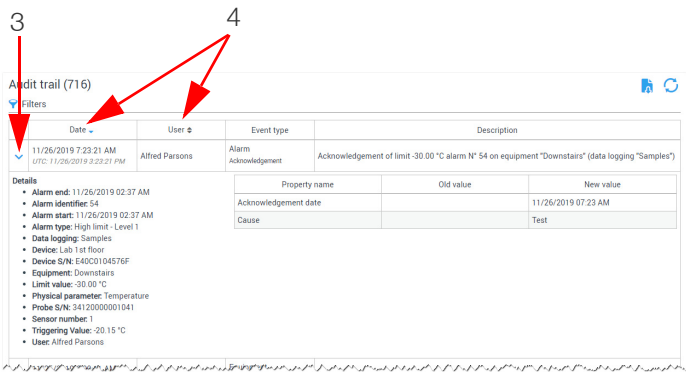 3
4
Audit trail (716)
Filters
Date
User
Event type
Description
11/26/2019 7:23:21 AM
UTC: 11/26/2019 3:23:21 PM
Alfred Parsons
Alarm
Acknowledgement
Acknowledgement of limit -30.00 °C alarm N° 54 on equipment "Downstairs" (data logging "Samples")
Details
Alarm end: 11/26/2019 02:37 AM
Alarm identifier: 54
Alarm start: 11/26/2019 02:37 AM
Alarm type: High limit - Level 1
Data logging: Samples
Device: Lab 1st floor
Device S/N: E40C0104576F
Equipment: Downstairs
Limit value: -30.00 °C
Physical parameter: Temperature
Probe S/N: 34120000001041
Sensor number: 1
Triggering Value: -20.15 °C
User: Alfred Parsons
Property name
Old value
New value
Acknowledgement date
11/26/2019 07:23 AM
Cause
Test